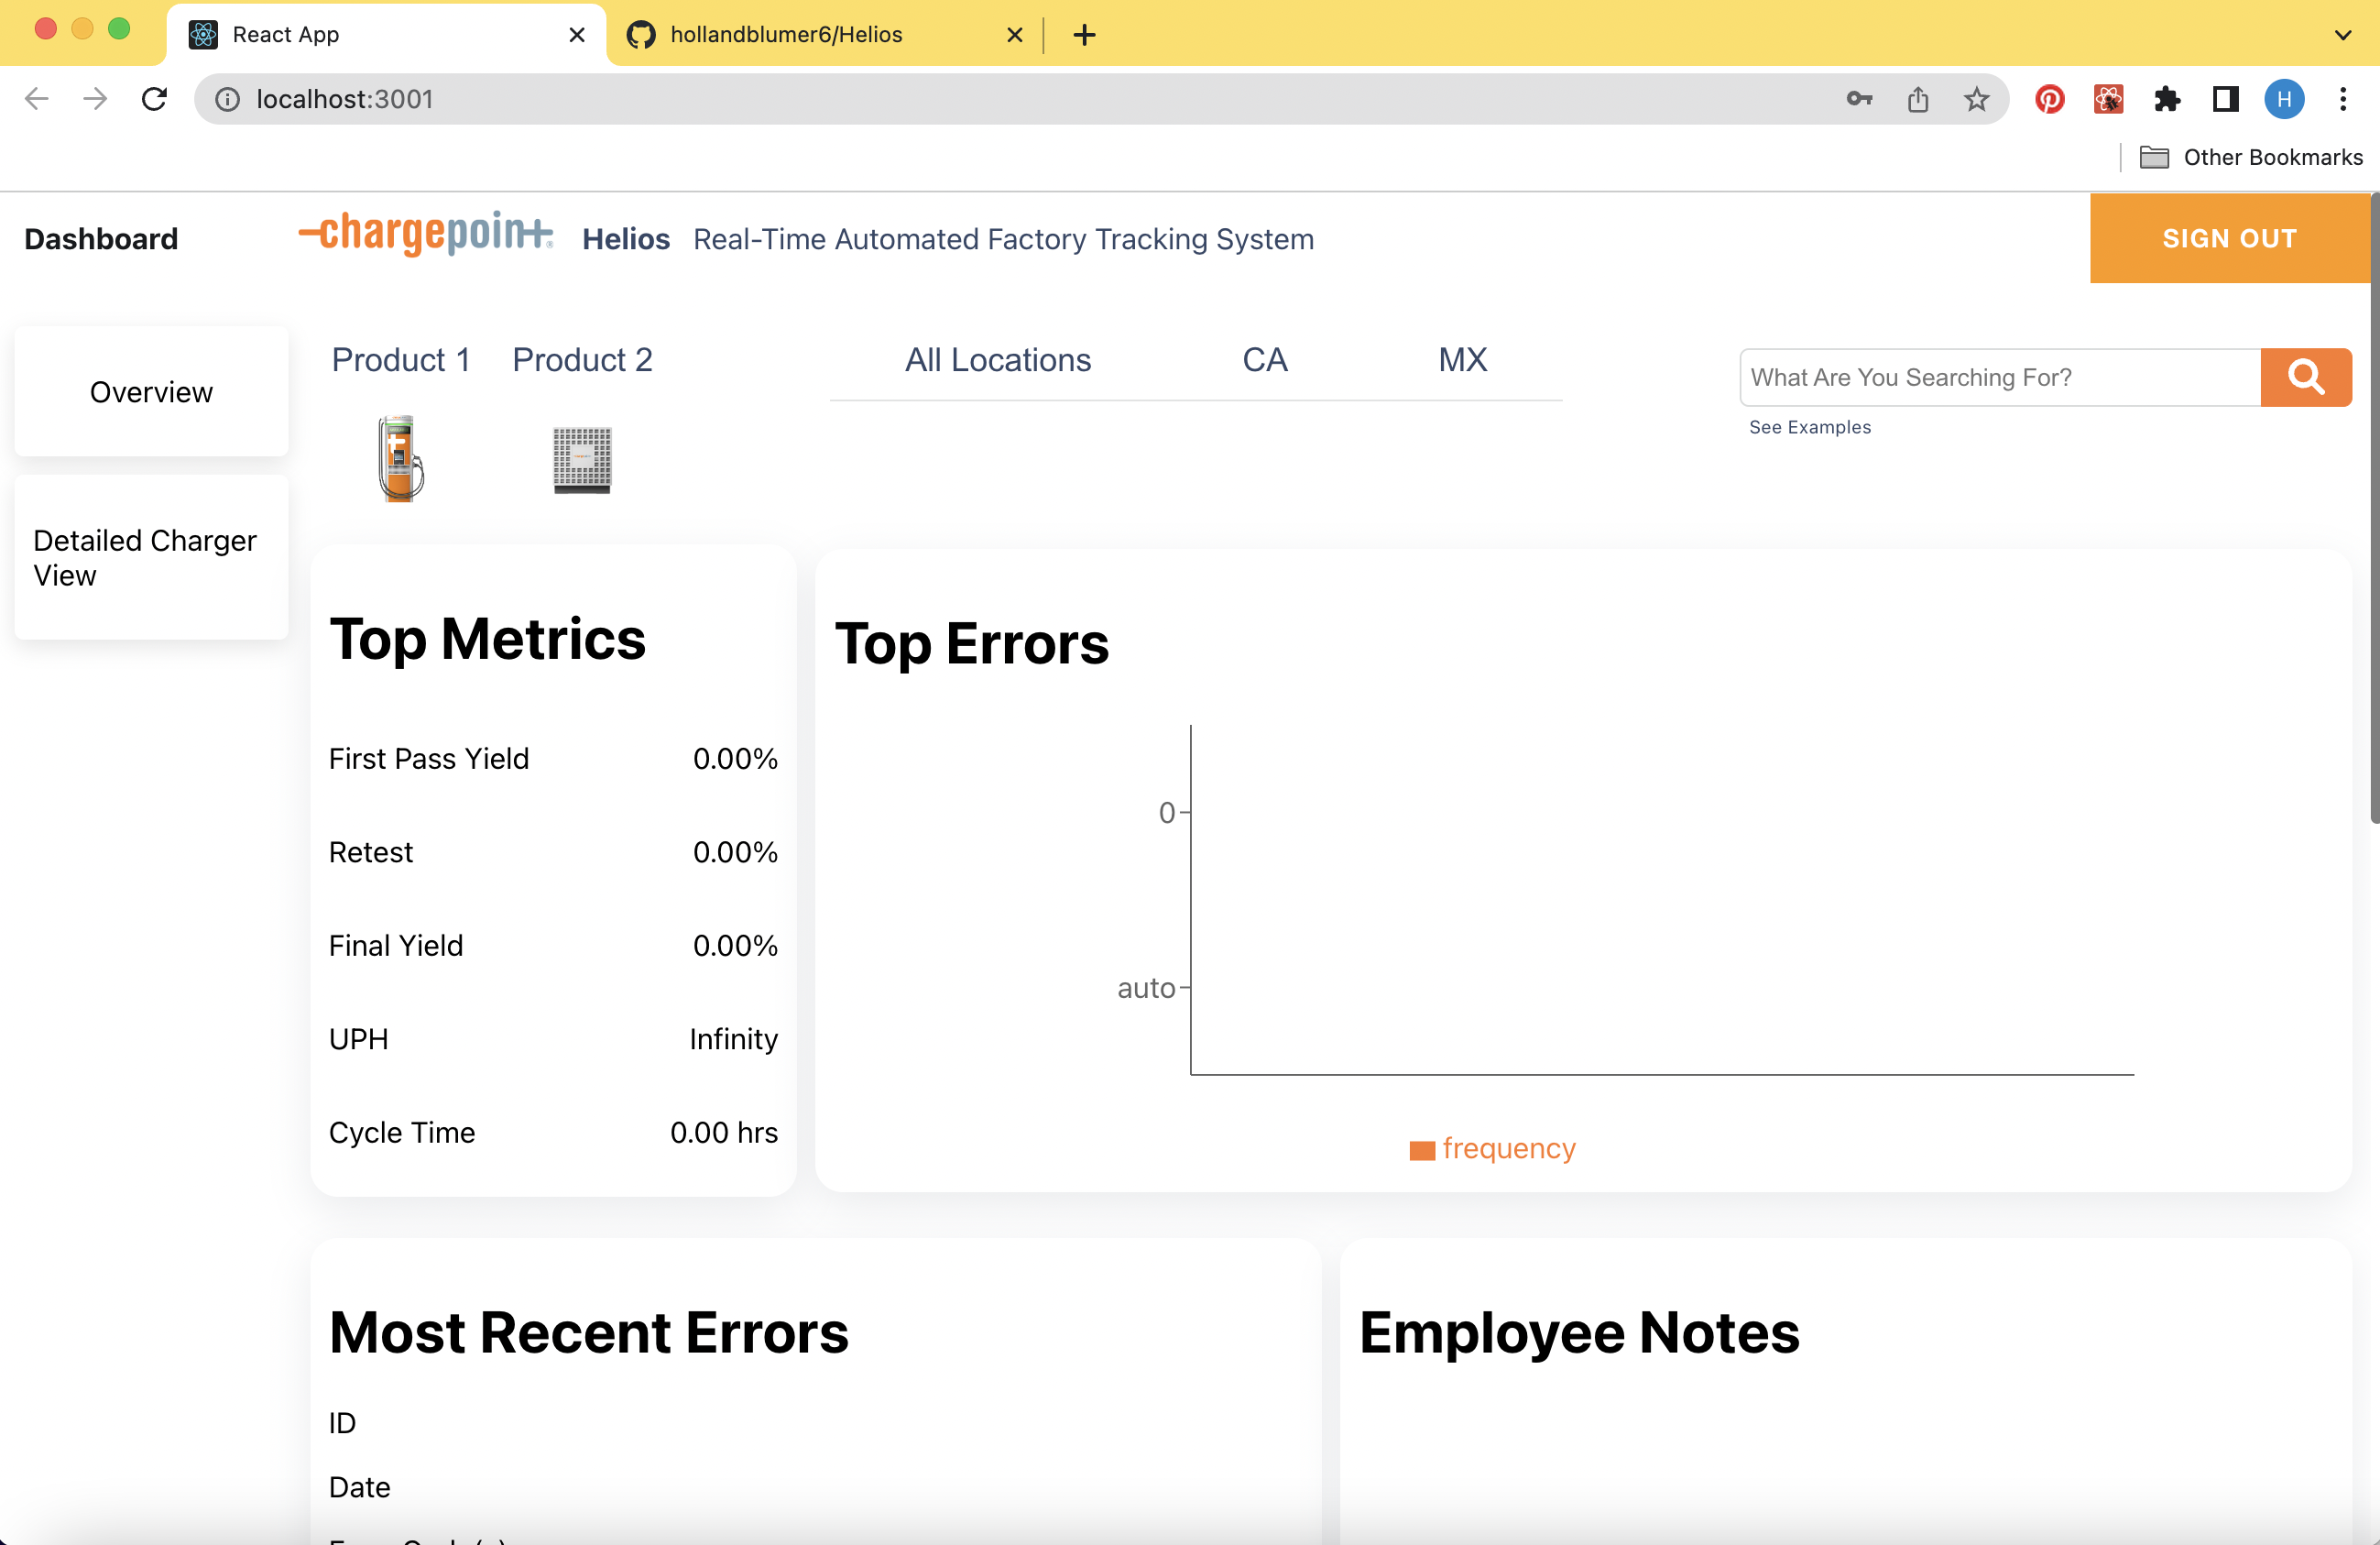 React App
hollandblumer6/Helios
localhost:3001
H
Other Bookmarks
Dashboard
chargepoint®
Helios Real-Time Automated Factory Tracking System
SIGN OUT
Overview
Detailed Charger
View
Product 1 Product 2
All Locations CA MX
What Are You Searching For?
See Examples
Top Metrics
First Pass Yield 0.00%
Retest 0.00%
Final Yield 0.00%
UPH Infinity
Cycle Time 0.00 hrs
Top Errors
0
auto
frequency
Most Recent Errors
ID
Date
Employee Notes